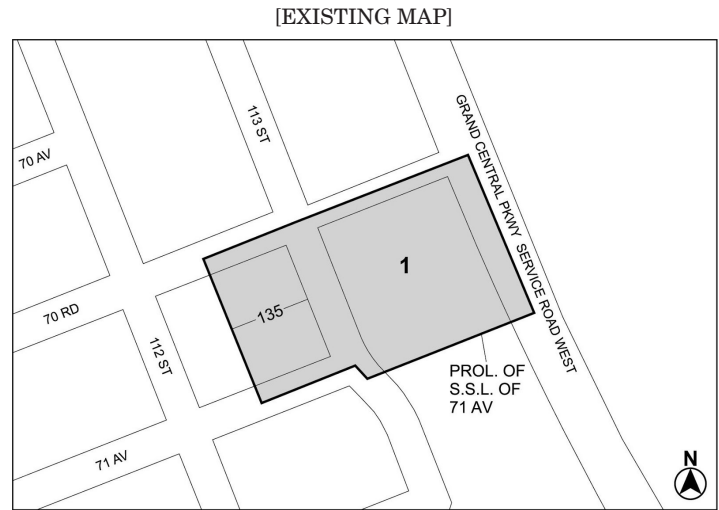 [EXISTING MAP]
113 ST
GRAND CENTRAL PKWY SERVICE ROAD WEST
70 AV
1
135
70 RD
112 ST
PROL. OF
S.S.L. OF
71 AV
71 AV
N